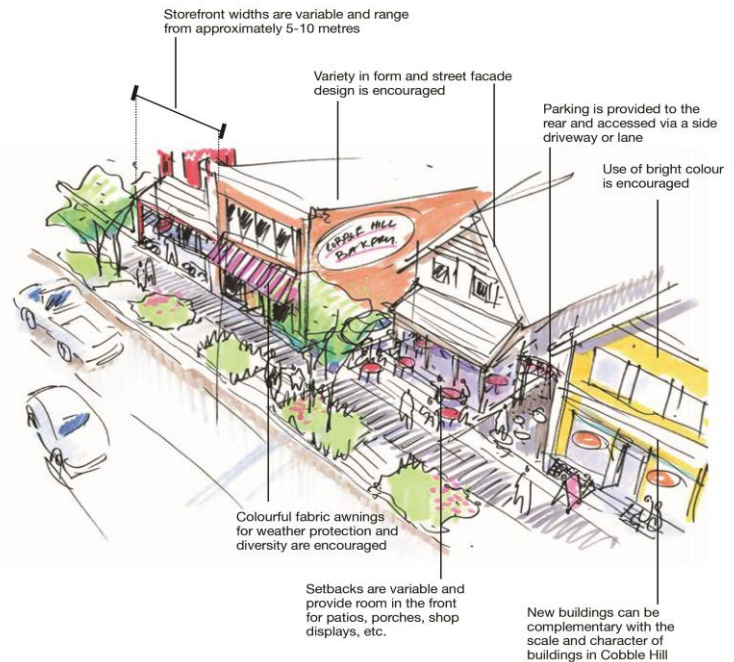 Storefront widths are variable and range
from approximately 5-10 metres
Variety in form and street facade
design is encouraged
Parking is provided to the
rear and accessed via a side
driveway or lane
Use of bright colour
is encouraged
COBBLE HILL
BAKERY
Colourful fabric awnings
for weather protection and
diversity are encouraged
Setbacks are variable and
provide room in the front
for patios, porches, shop
displays, etc.
New buildings can be
complementary with the
scale and character of
buildings in Cobble Hill